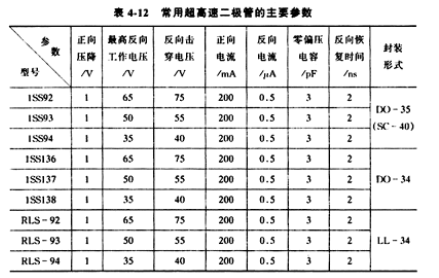 表 4-12 常用超高速二极管的主要参数
参数
型号
正向压降/V
最高反向工作电压/V
反向击穿电压/V
正向电流/mA
反向电流/μA
零偏压电容/pF
反向恢复时间/ns
封装形式
1SS92 1 65 75 200 0.5 3 2
1SS93 1 50 55 200 0.5 3 2
1SS94 1 35 40 200 0.5 3 2
DO-35
(SC-40)
1SS136 1 65 75 200 0.5 3 2
1SS137 1 50 55 200 0.5 3 2
1SS138 1 35 40 200 0.5 3 2
DO-34
RLS-92 1 65 75 200 0.5 3 2
RLS-93 1 50 55 200 0.5 3 2
RLS-94 1 35 40 200 0.5 3 2
LL-34